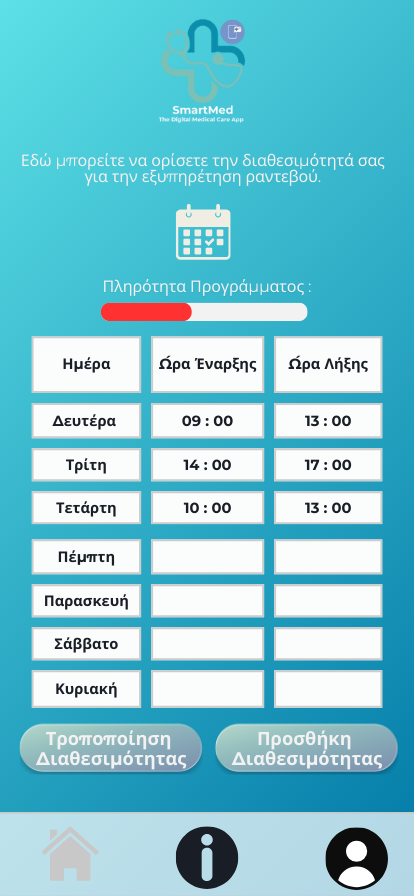 SmartMed
The Digital Medical Care App
Εδώ μπορείτε να ορίσετε την διαθεσιμότητά σας
για την εξυπηρέτηση ραντεβού.
Πληρότητα Προγράμματος :
Ημέρα Ώρα Έναρξης Ώρα Λήξης
Δευτέρα 09 : 00 13 : 00
Τρίτη 14 : 00 17 : 00
Τετάρτη 10 : 00 13 : 00
Πέμπτη
Παρασκευή
Σάββατο
Κυριακή
Τροποποίηση
Διαθεσιμότητας
Προσθήκη
Διαθεσιμότητας